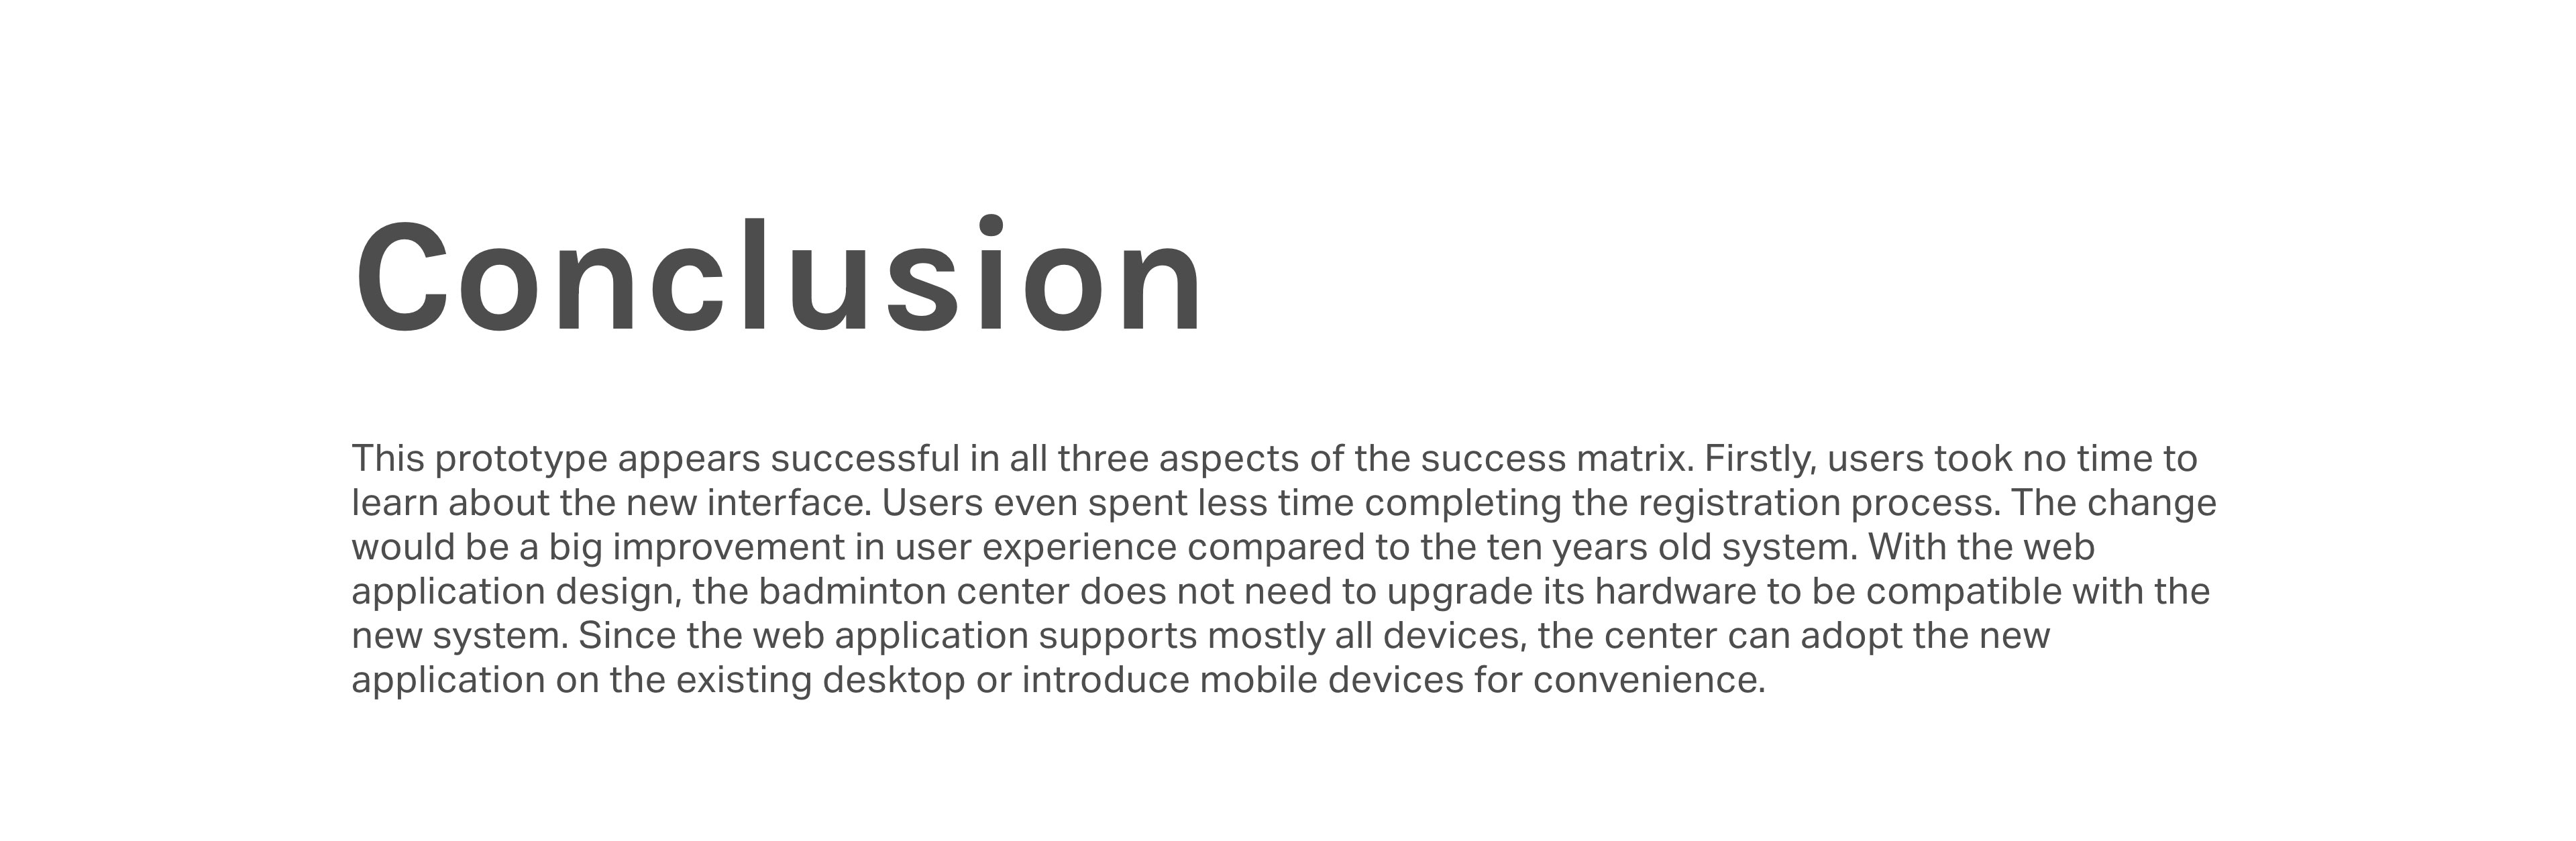 Conclusion
This prototype appears successful in all three aspects of the success matrix. Firstly, users took no time to
learn about the new interface. Users even spent less time completing the registration process. The change
would be a big improvement in user experience compared to the ten years old system. With the web
application design, the badminton center does not need to upgrade its hardware to be compatible with the
new system. Since the web application supports mostly all devices, the center can adopt the new
application on the existing desktop or introduce mobile devices for convenience.